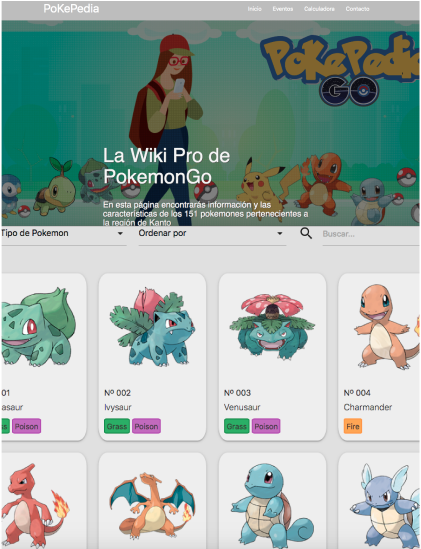 PoKePedia
Inicio Eventos Calculadora Contacto
PoKePedia
GO
La Wiki Pro de
PokemonGo
En esta página encontrarás información y las
características de los 151 pokemones pertenecientes a
la región de Kanto
Tipo de Pokemon
Ordenar por
Buscar...
01
asaur
ss Poison
Nº 002
Ivysaur
Grass Poison
Nº 003
Venusaur
Grass Poison
Nº 004
Charmander
Fire